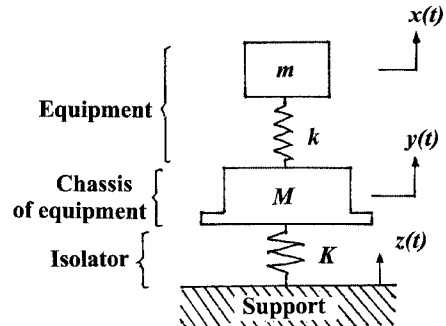 x(t)
m
Equipment
k
y(t)
Chassis
of equipment
M
z(t)
Isolator
K
Support